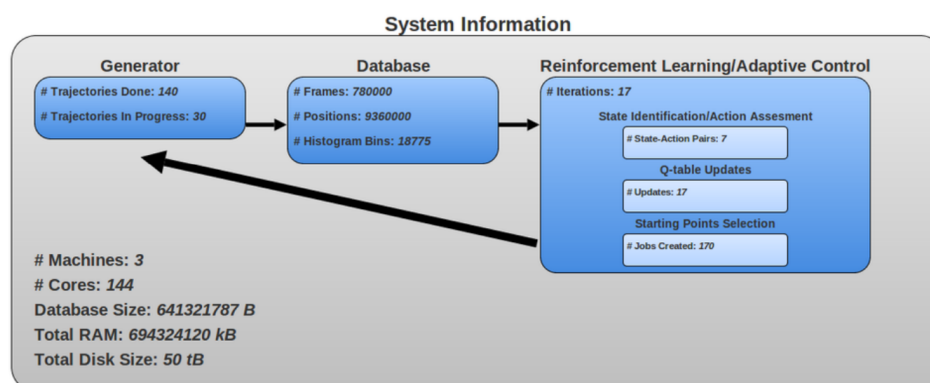 System Information
Generator
# Trajectories Done: 140
# Trajectories In Progress: 30
Database
# Frames: 780000
# Positions: 9360000
# Histogram Bins: 18775
Reinforcement Learning/Adaptive Control
# Iterations: 17
State Identification/Action Assesment
# State-Action Pairs: 7
Q-table Updates
# Updates: 17
Starting Points Selection
# Jobs Created: 170
# Machines: 3
# Cores: 144
Database Size: 641321787 B
Total RAM: 694324120 kB
Total Disk Size: 50 tB